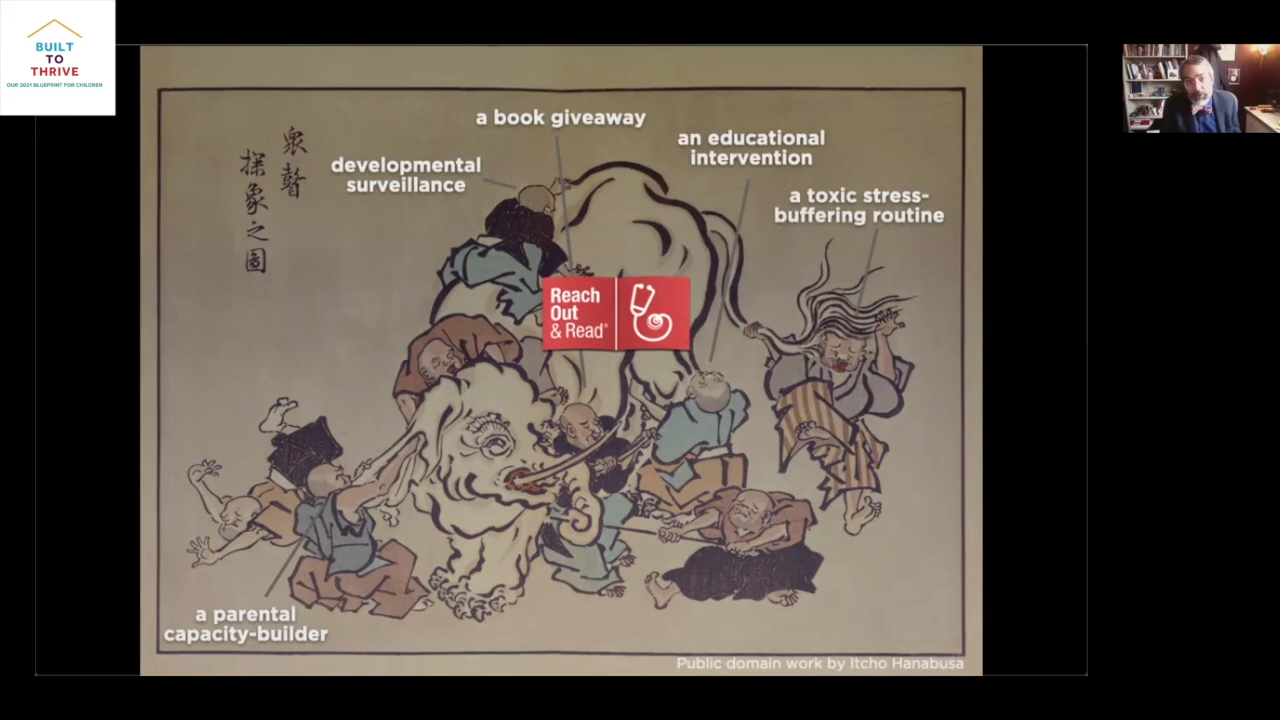 BUILT
TO
THRIVE
OUR 2021 BLUEPRINT FOR CHILDREN
a book giveaway
an educational
intervention
developmental
surveillance
a toxic stress-
buffering routine
衆瞽
探象之圖
Reach
Out
& Read®
a parental
capacity-builder
Public domain work by Itcho Hanabusa